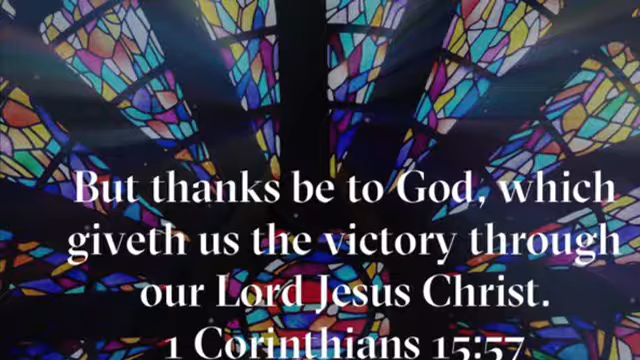 But thanks be to God, which
giveth us the victory through
our Lord Jesus Christ.
1 Corinthians 15:57